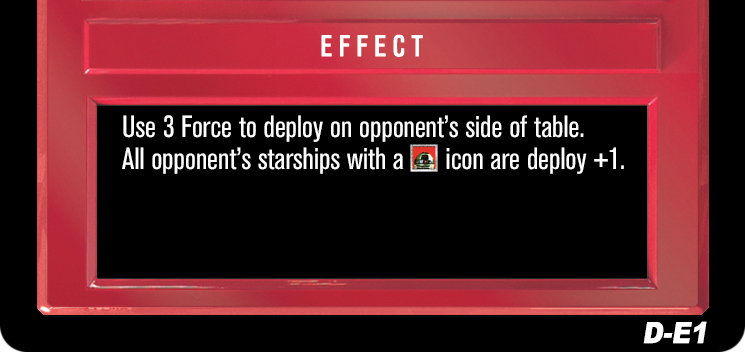 EFFECT
Use 3 Force to deploy on opponent's side of table.
All opponent's starships with a icon are deploy +1.
D-E1